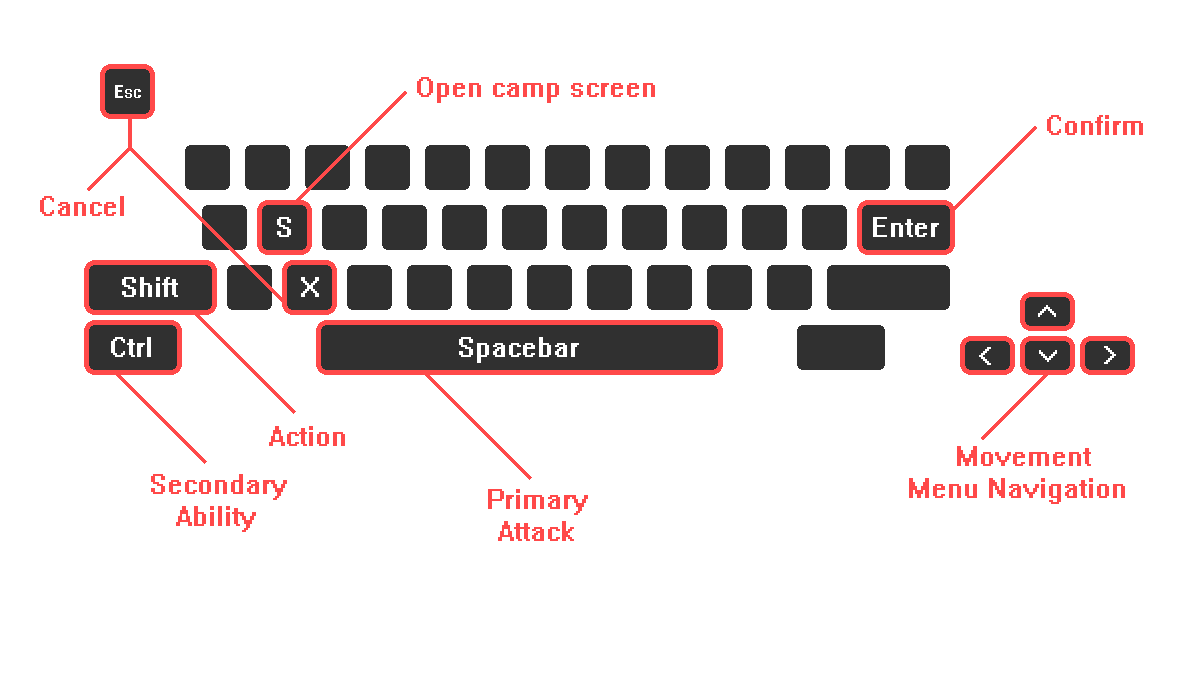 Esc
Open camp screen
Confirm
Cancel
S
Enter
Shift
X
Ctrl
Spacebar
Action
Secondary
Ability
Primary
Attack
Movement
Menu Navigation